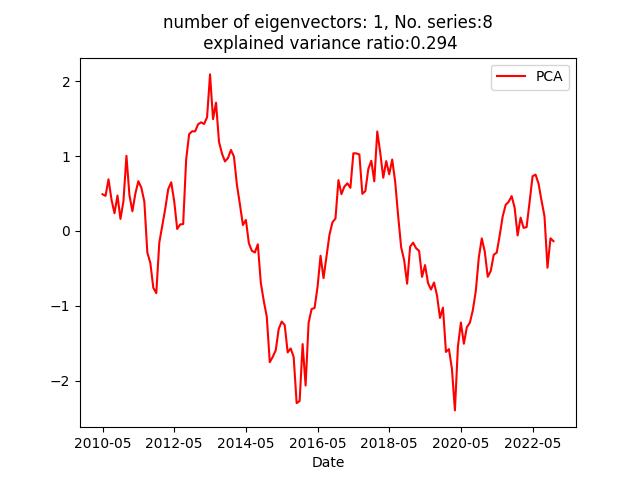 number of eigenvectors: 1, No. series:8
explained variance ratio:0.294
PCA
2
1
0
−1
−2
2010-05 2012-05 2014-05 2016-05 2018-05 2020-05 2022-05
Date